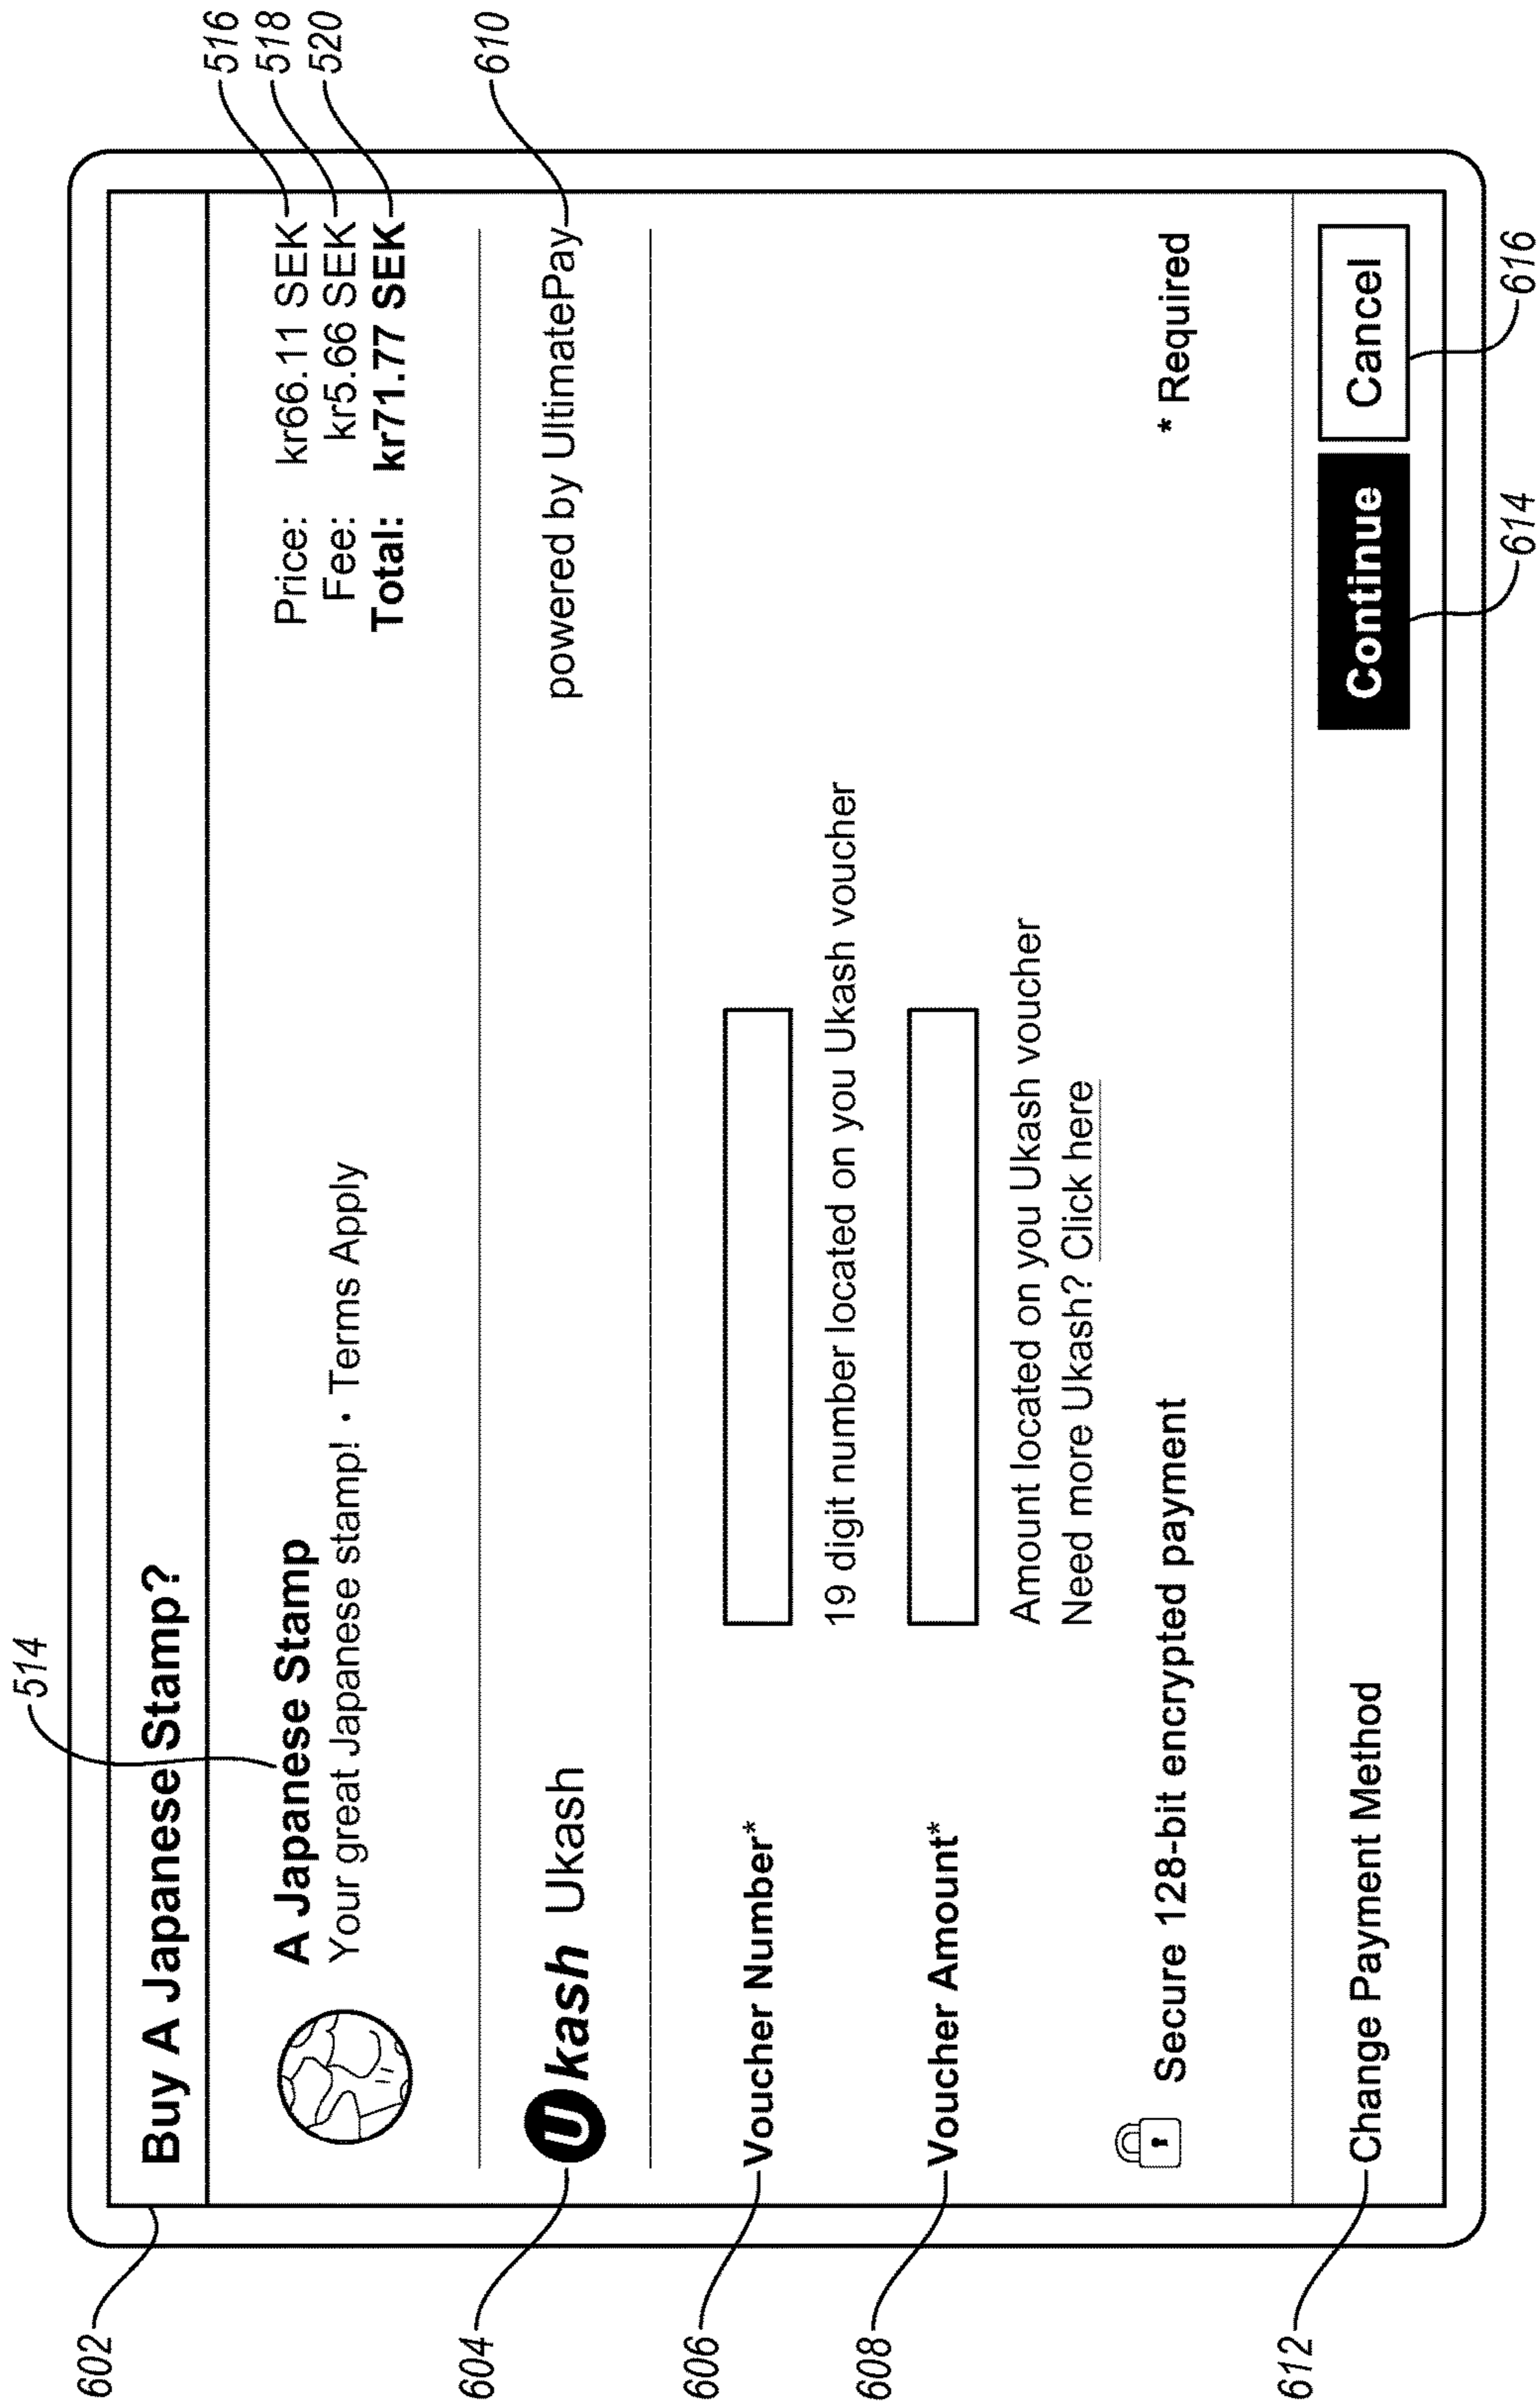 514
516
518
520
610
602
Buy A Japanese Stamp?
A Japanese Stamp
Your great Japanese stamp! · Terms Apply
Price: kr66.11 SEK
Fee: kr5.66 SEK
Total: kr71.77 SEK
604
Ukash Ukash
powered by UltimatePay
606
Voucher Number*
19 digit number located on you Ukash voucher
608
Voucher Amount*
Amount located on you Ukash voucher
Need more Ukash? Click here
Secure 128-bit encrypted payment
* Required
612
Change Payment Method
Continue
Cancel
614
616